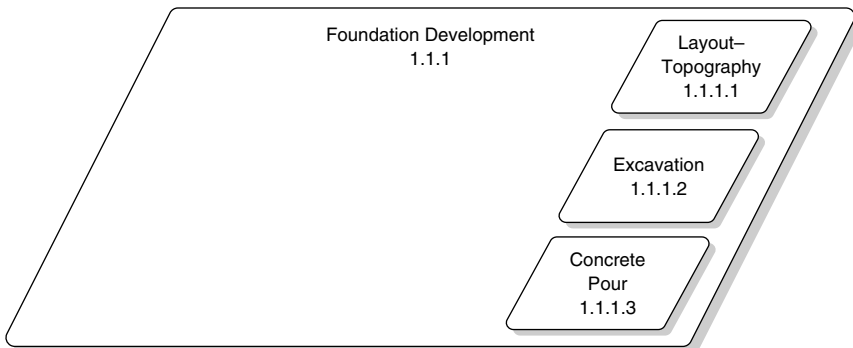 Foundation Development
1.1.1
Layout–
Topography
1.1.1.1
Excavation
1.1.1.2
Concrete
Pour
1.1.1.3